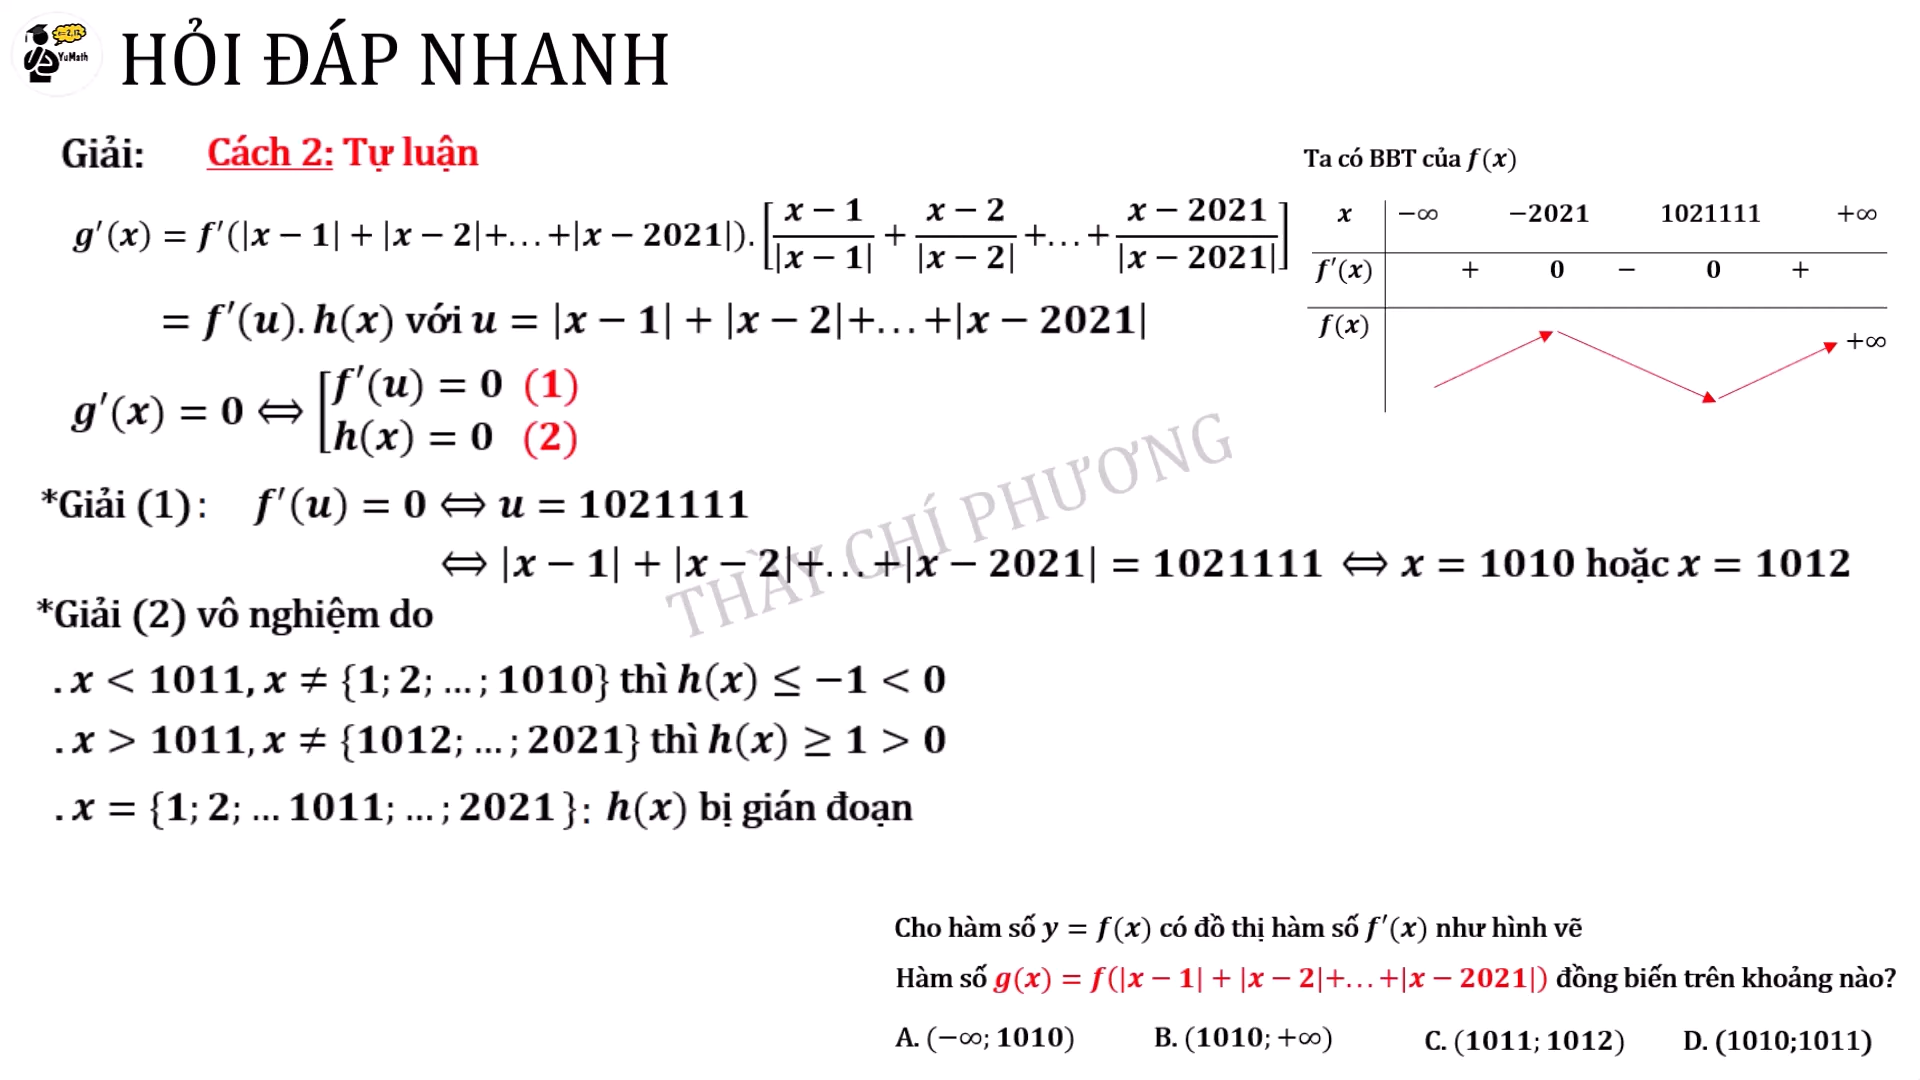 YuMath
HỎI ĐÁP NHANH
Giải: Cách 2: Tự luận
g′(x) = f′(|x − 1| + |x − 2|+…+|x − 2021|). [(x − 1)/|x − 1| + (x − 2)/|x − 2| +…+ (x − 2021)/|x − 2021|]
= f′(u). h(x) với u = |x − 1| + |x − 2|+…+|x − 2021|
g′(x) = 0 ⟺ [ f′(u) = 0 (1)
h(x) = 0 (2)
*Giải (1): f′(u) = 0 ⟺ u = 1021111
⟺ |x − 1| + |x − 2|+…+|x − 2021| = 1021111 ⟺ x = 1010 hoặc x = 1012
*Giải (2) vô nghiệm do
. x < 1011, x ≠ {1; 2; …; 1010} thì h(x) ≤ −1 < 0
. x > 1011, x ≠ {1012; …; 2021} thì h(x) ≥ 1 > 0
. x = {1; 2; … 1011; …; 2021}: h(x) bị gián đoạn
Ta có BBT của f(x)
x −∞ −2021 1021111 +∞
f′(x) + 0 − 0 +
f(x) +∞
THẦY CHÍ PHƯƠNG
Cho hàm số y = f(x) có đồ thị hàm số f′(x) như hình vẽ
Hàm số g(x) = f(|x − 1| + |x − 2|+…+|x − 2021|) đồng biến trên khoảng nào?
A. (−∞; 1010) B. (1010; +∞) C. (1011; 1012) D. (1010;1011)